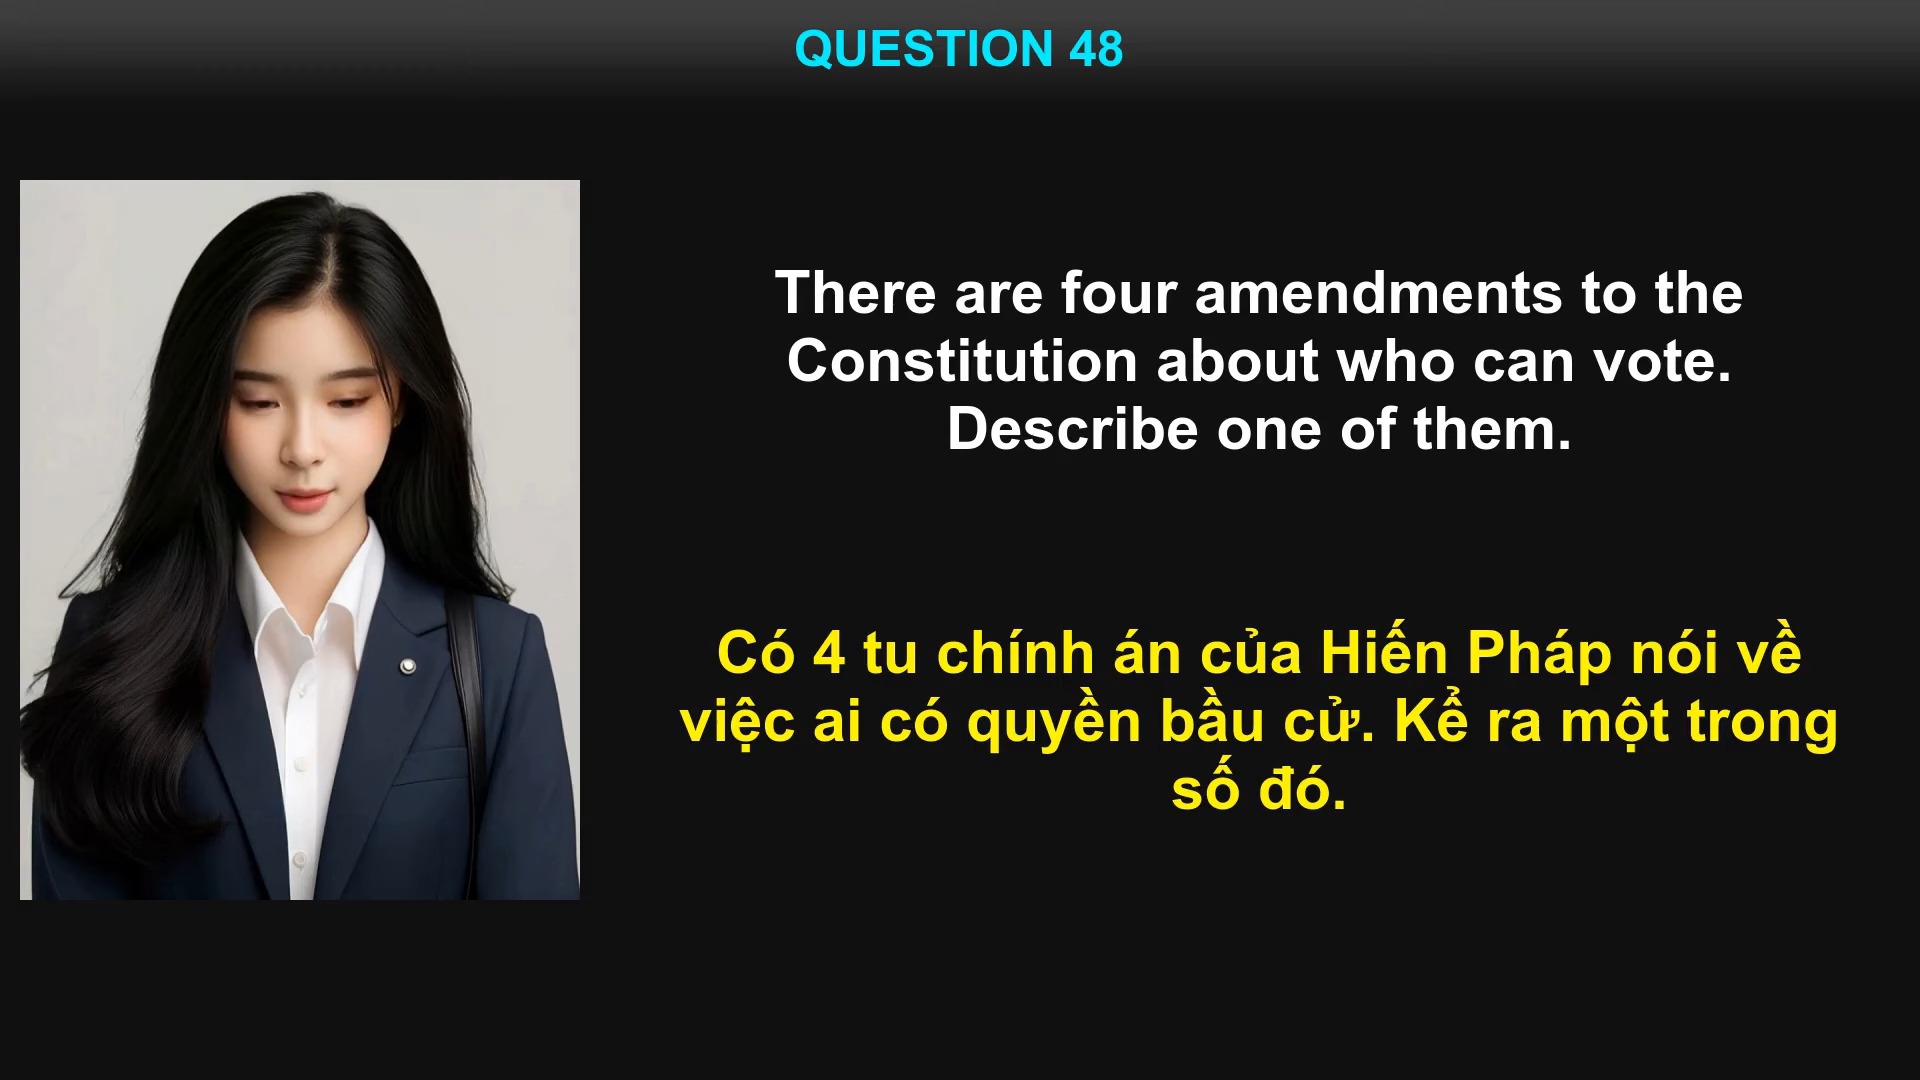 QUESTION 48
There are four amendments to the
Constitution about who can vote.
Describe one of them.
Có 4 tu chính án của Hiến Pháp nói về
việc ai có quyền bầu cử. Kể ra một trong
số đó.